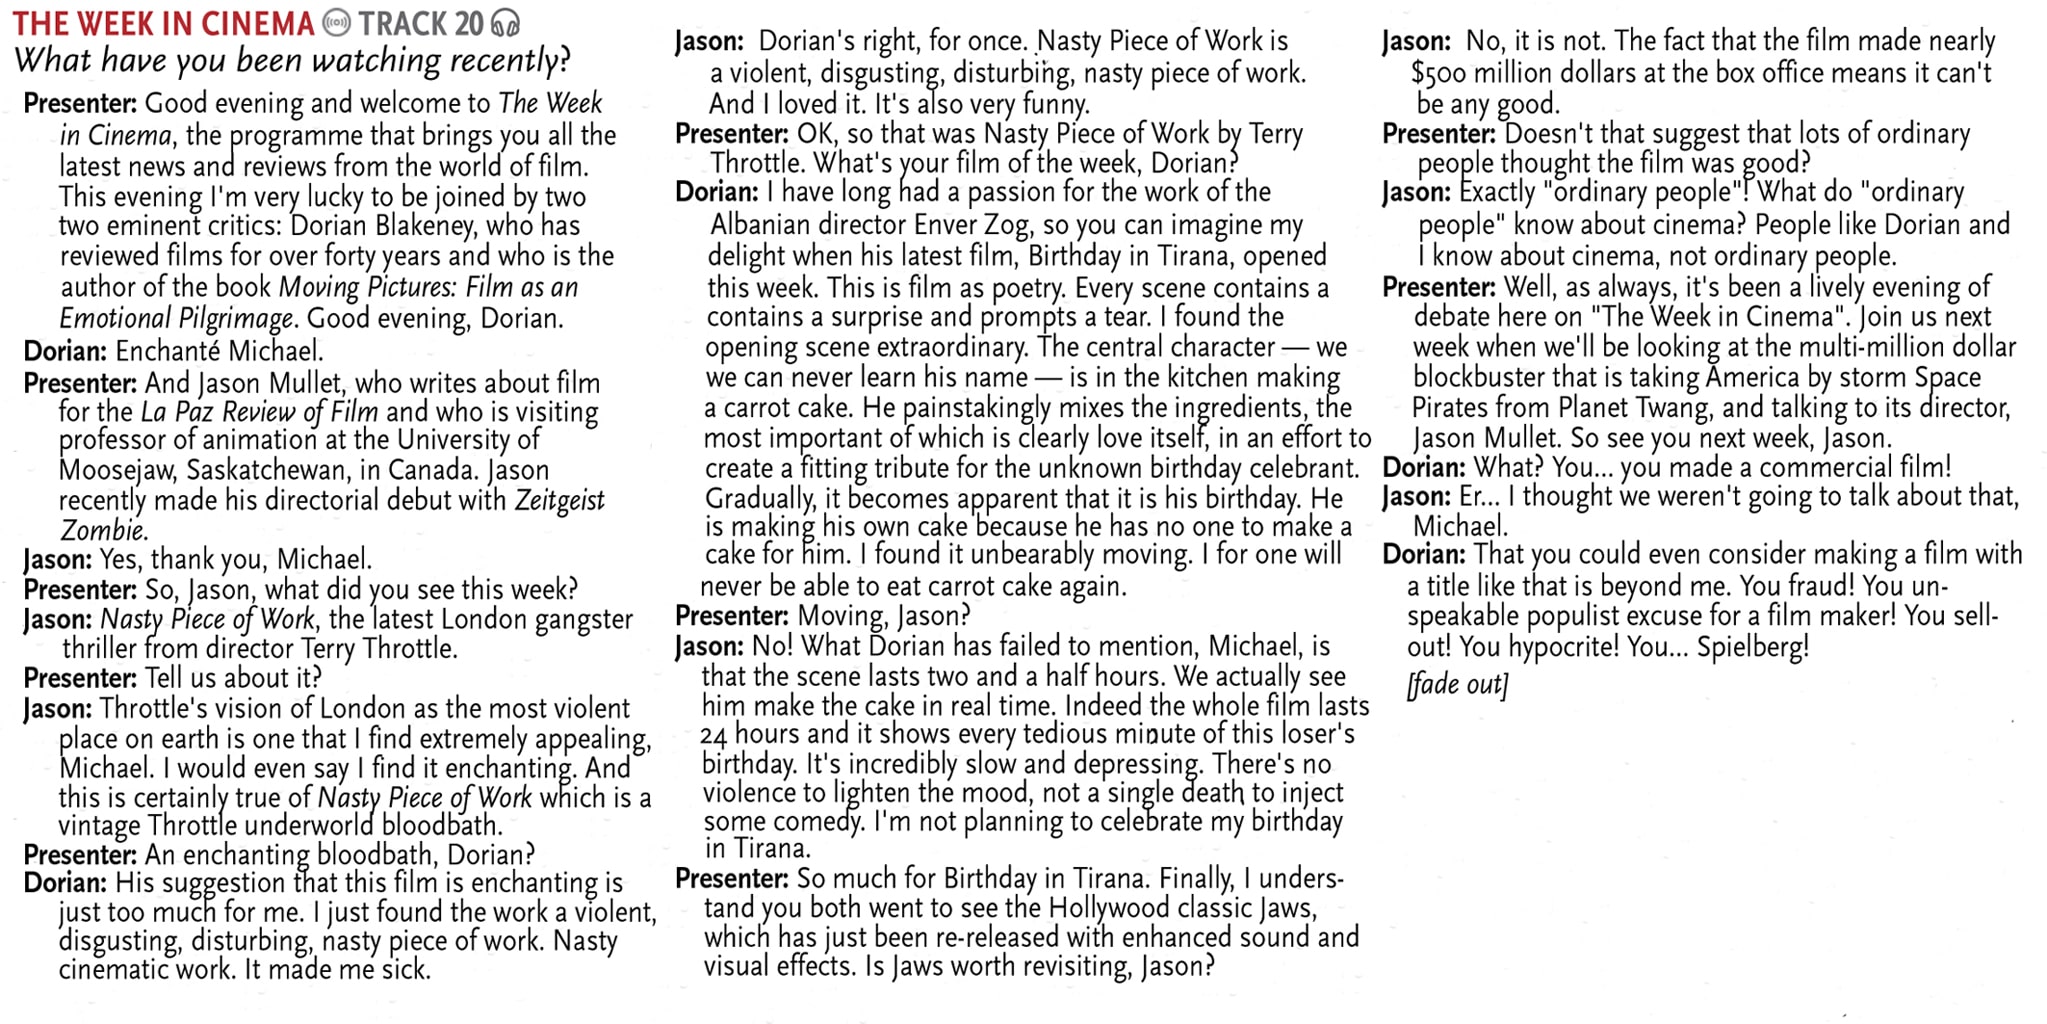 THE WEEK IN CINEMA TRACK 20
What have you been watching recently?
Presenter: Good evening and welcome to The Week
in Cinema, the programme that brings you all the
latest news and reviews from the world of film.
This evening I'm very lucky to be joined by two
two eminent critics: Dorian Blakeney, who has
reviewed films for over forty years and who is the
author of the book Moving Pictures: Film as an
Emotional Pilgrimage. Good evening, Dorian.
Dorian: Enchanté Michael.
Presenter: And Jason Mullet, who writes about film
for the La Paz Review of Film and who is visiting
professor of animation at the University of
Moosejaw, Saskatchewan, in Canada. Jason
recently made his directorial debut with Zeitgeist
Zombie.
Jason: Yes, thank you, Michael.
Presenter: So, Jason, what did you see this week?
Jason: Nasty Piece of Work, the latest London gangster
thriller from director Terry Throttle.
Presenter: Tell us about it?
Jason: Throttle's vision of London as the most violent
place on earth is one that I find extremely appealing,
Michael. I would even say I find it enchanting. And
this is certainly true of Nasty Piece of Work which is a
vintage Throttle underworld bloodbath.
Presenter: An enchanting bloodbath, Dorian?
Dorian: His suggestion that this film is enchanting is
just too much for me. I just found the work a violent,
disgusting, disturbing, nasty piece of work. Nasty
cinematic work. It made me sick.
Jason: Dorian's right, for once. Nasty Piece of Work is
a violent, disgusting, disturbing, nasty piece of work.
And I loved it. It's also very funny.
Presenter: OK, so that was Nasty Piece of Work by Terry
Throttle. What's your film of the week, Dorian?
Dorian: I have long had a passion for the work of the
Albanian director Enver Zog, so you can imagine my
delight when his latest film, Birthday in Tirana, opened
this week. This is film as poetry. Every scene contains a
contains a surprise and prompts a tear. I found the
opening scene extraordinary. The central character — we
we can never learn his name — is in the kitchen making
a carrot cake. He painstakingly mixes the ingredients, the
most important of which is clearly love itself, in an effort to
create a fitting tribute for the unknown birthday celebrant.
Gradually, it becomes apparent that it is his birthday. He
is making his own cake because he has no one to make a
cake for him. I found it unbearably moving. I for one will
never be able to eat carrot cake again.
Presenter: Moving, Jason?
Jason: No! What Dorian has failed to mention, Michael, is
that the scene lasts two and a half hours. We actually see
him make the cake in real time. Indeed the whole film lasts
24 hours and it shows every tedious minute of this loser's
birthday. It's incredibly slow and depressing. There's no
violence to lighten the mood, not a single death to inject
some comedy. I'm not planning to celebrate my birthday
in Tirana.
Presenter: So much for Birthday in Tirana. Finally, I unders-
tand you both went to see the Hollywood classic Jaws,
which has just been re-released with enhanced sound and
visual effects. Is Jaws worth revisiting, Jason?
Jason: No, it is not. The fact that the film made nearly
$500 million dollars at the box office means it can't
be any good.
Presenter: Doesn't that suggest that lots of ordinary
people thought the film was good?
Jason: Exactly "ordinary people"! What do "ordinary
people" know about cinema? People like Dorian and
I know about cinema, not ordinary people.
Presenter: Well, as always, it's been a lively evening of
debate here on "The Week in Cinema". Join us next
week when we'll be looking at the multi-million dollar
blockbuster that is taking America by storm Space
Pirates from Planet Twang, and talking to its director,
Jason Mullet. So see you next week, Jason.
Dorian: What? You... you made a commercial film!
Jason: Er... I thought we weren't going to talk about that,
Michael.
Dorian: That you could even consider making a film with
a title like that is beyond me. You fraud! You un-
speakable populist excuse for a film maker! You sell-
out! You hypocrite! You... Spielberg!
[fade out]